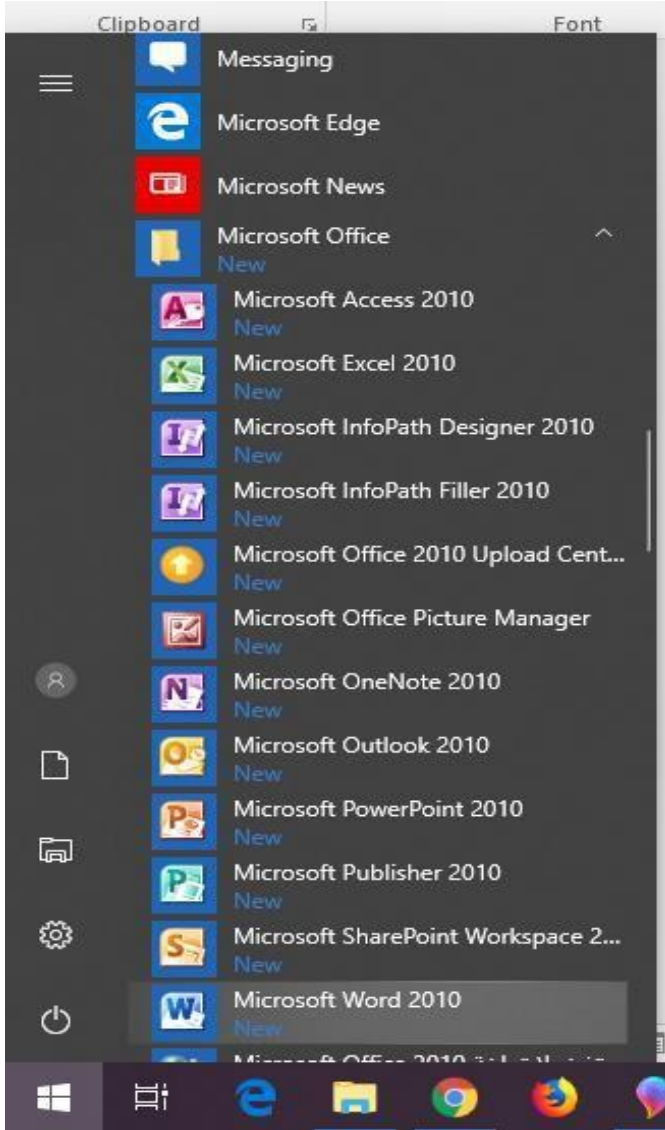 Clipboard
Font
Messaging
Microsoft Edge
Microsoft News
Microsoft Office
New
Microsoft Access 2010
New
Microsoft Excel 2010
New
Microsoft InfoPath Designer 2010
New
Microsoft InfoPath Filler 2010
New
Microsoft Office 2010 Upload Cent...
New
Microsoft Office Picture Manager
New
Microsoft OneNote 2010
New
Microsoft Outlook 2010
New
Microsoft PowerPoint 2010
New
Microsoft Publisher 2010
New
Microsoft SharePoint Workspace 2...
New
Microsoft Word 2010
New
Microsoft Office 2010